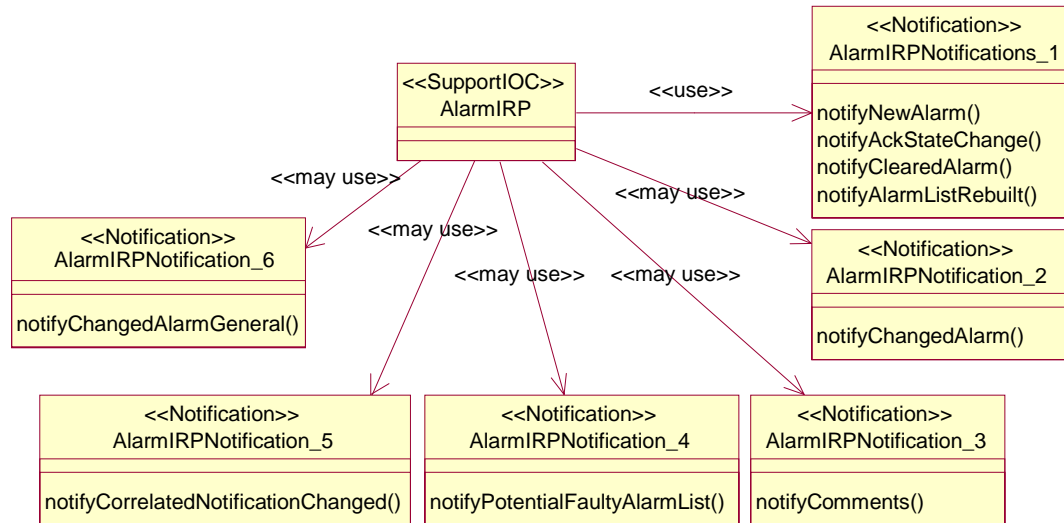 <<Notification>>
AlarmIRPNotifications_1
notifyNewAlarm()
notifyAckStateChange()
notifyClearedAlarm()
notifyAlarmListRebuilt()
<<SupportIOC>>
AlarmIRP
<<use>>
<<may use>>
<<may use>>
<<may use>>
<<may use>>
<<may use>>
<<Notification>>
AlarmIRPNotification_6
notifyChangedAlarmGeneral()
<<Notification>>
AlarmIRPNotification_2
notifyChangedAlarm()
<<Notification>>
AlarmIRPNotification_5
notifyCorrelatedNotificationChanged()
<<Notification>>
AlarmIRPNotification_4
notifyPotentialFaultyAlarmList()
<<Notification>>
AlarmIRPNotification_3
notifyComments()